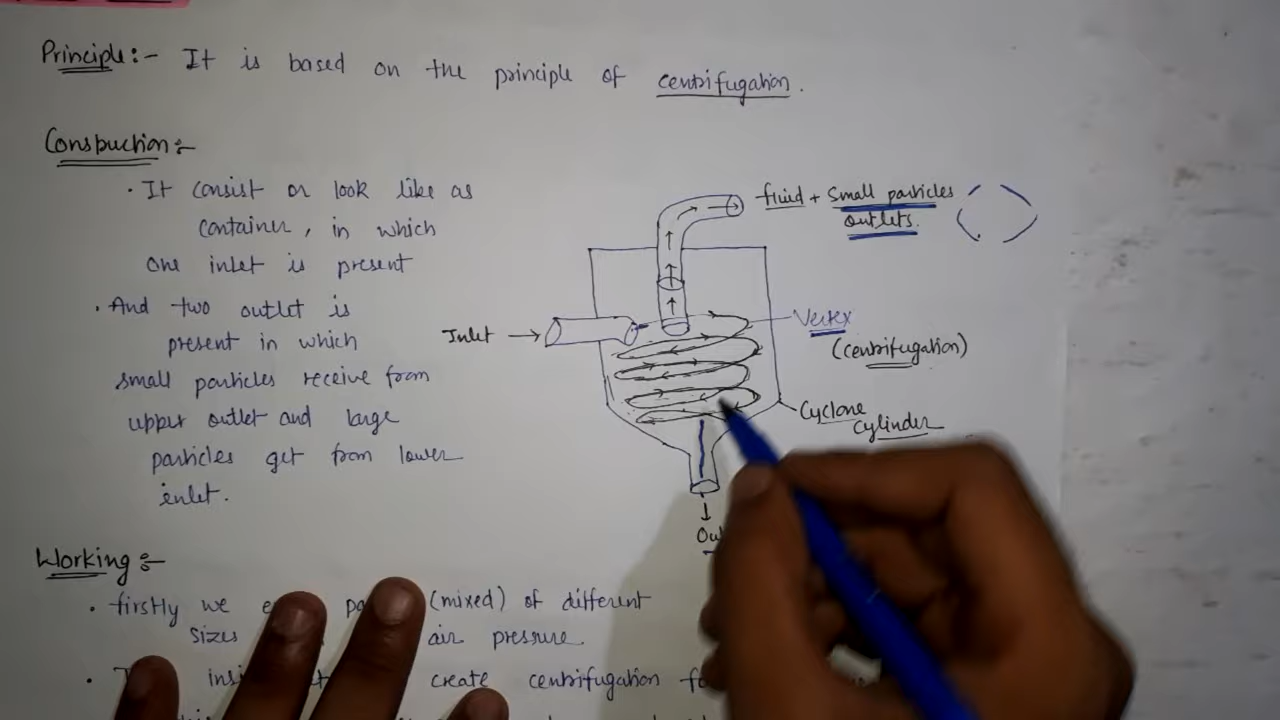 Principle:- It is based on the principle of centrifugation.
Construction:-
· It consist or look like as
container, in which
one inlet is present
· And two outlet is
present in which
small particles receive from
upper outlet and large
particles get from lower
inlet.
fluid + small particles
outlets.
Inlet →
Vertex
(centrifugation)
Cyclone
cylinder
Working:-
· firstly we (mixed) of different
sizes air pressure.
· create centrifugation